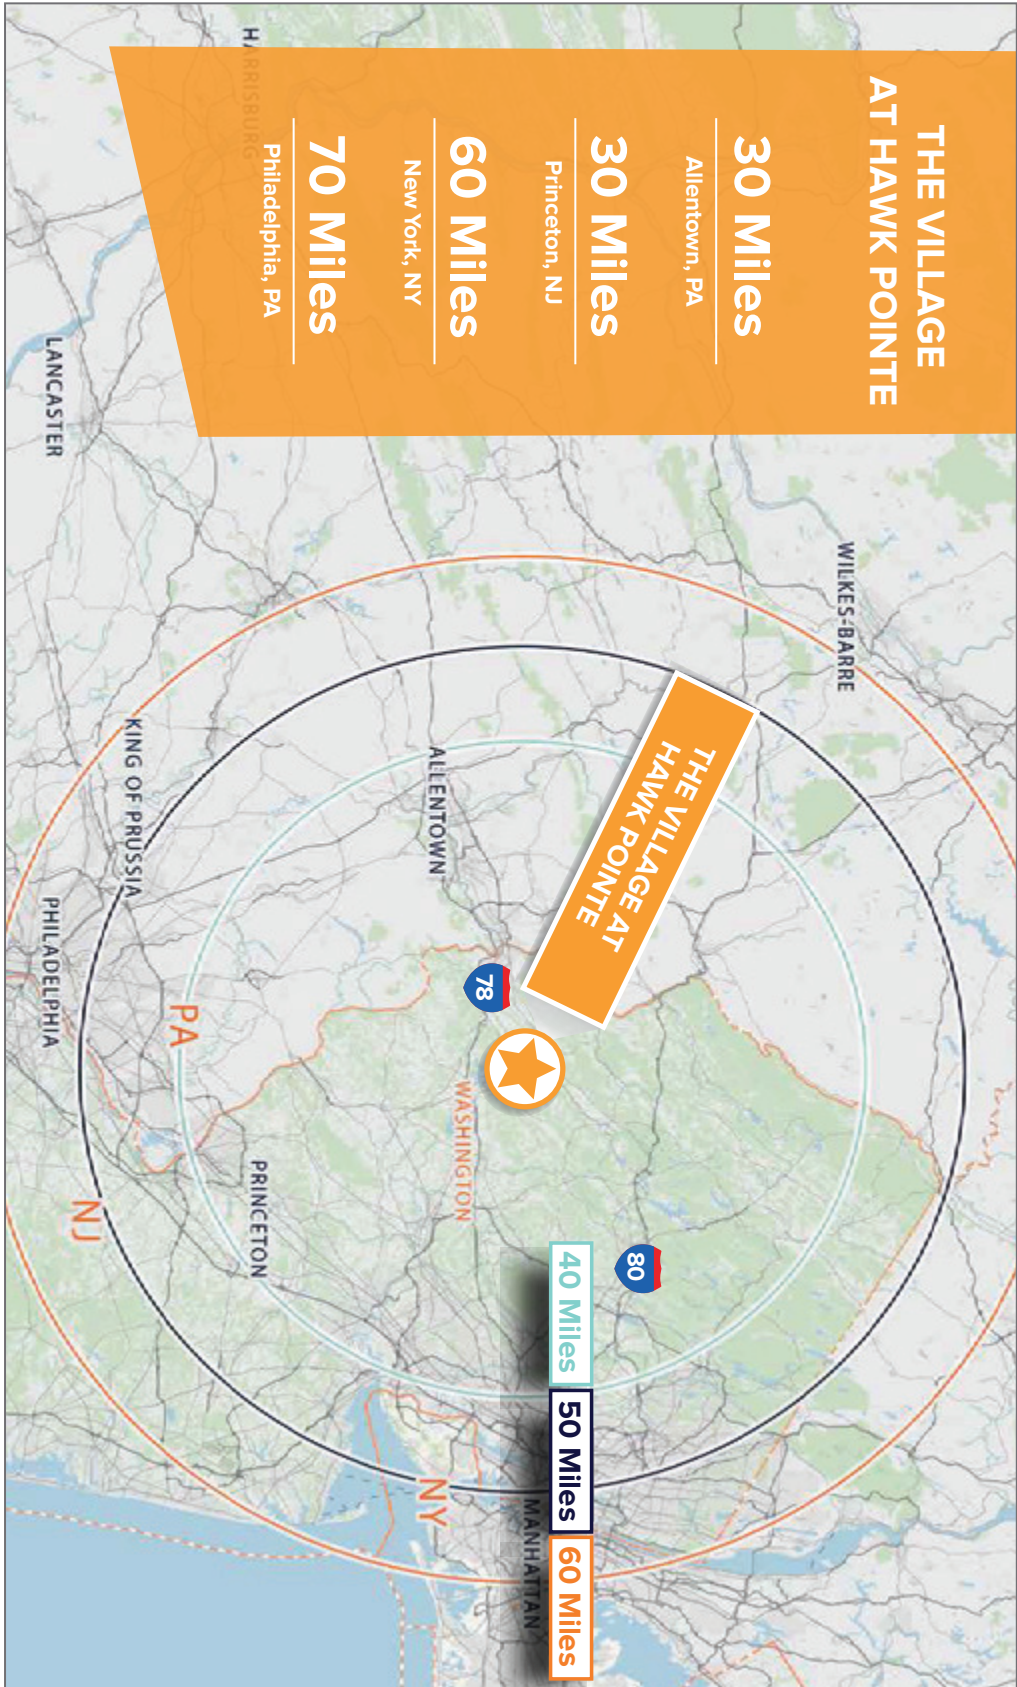 THE VILLAGE
AT HAWK POINTE
30 Miles
Allentown, PA
30 Miles
Princeton, NJ
60 Miles
New York, NY
70 Miles
Philadelphia, PA
HARRISBURG
LANCASTER
WILKES-BARRE
THE VILLAGE AT
HAWK POINTE
ALLENTOWN
KING OF PRUSSIA
PHILADELPHIA
78
PA
WASHINGTON
PRINCETON
NJ
80
40 Miles
50 Miles
60 Miles
MANHATTAN
NY